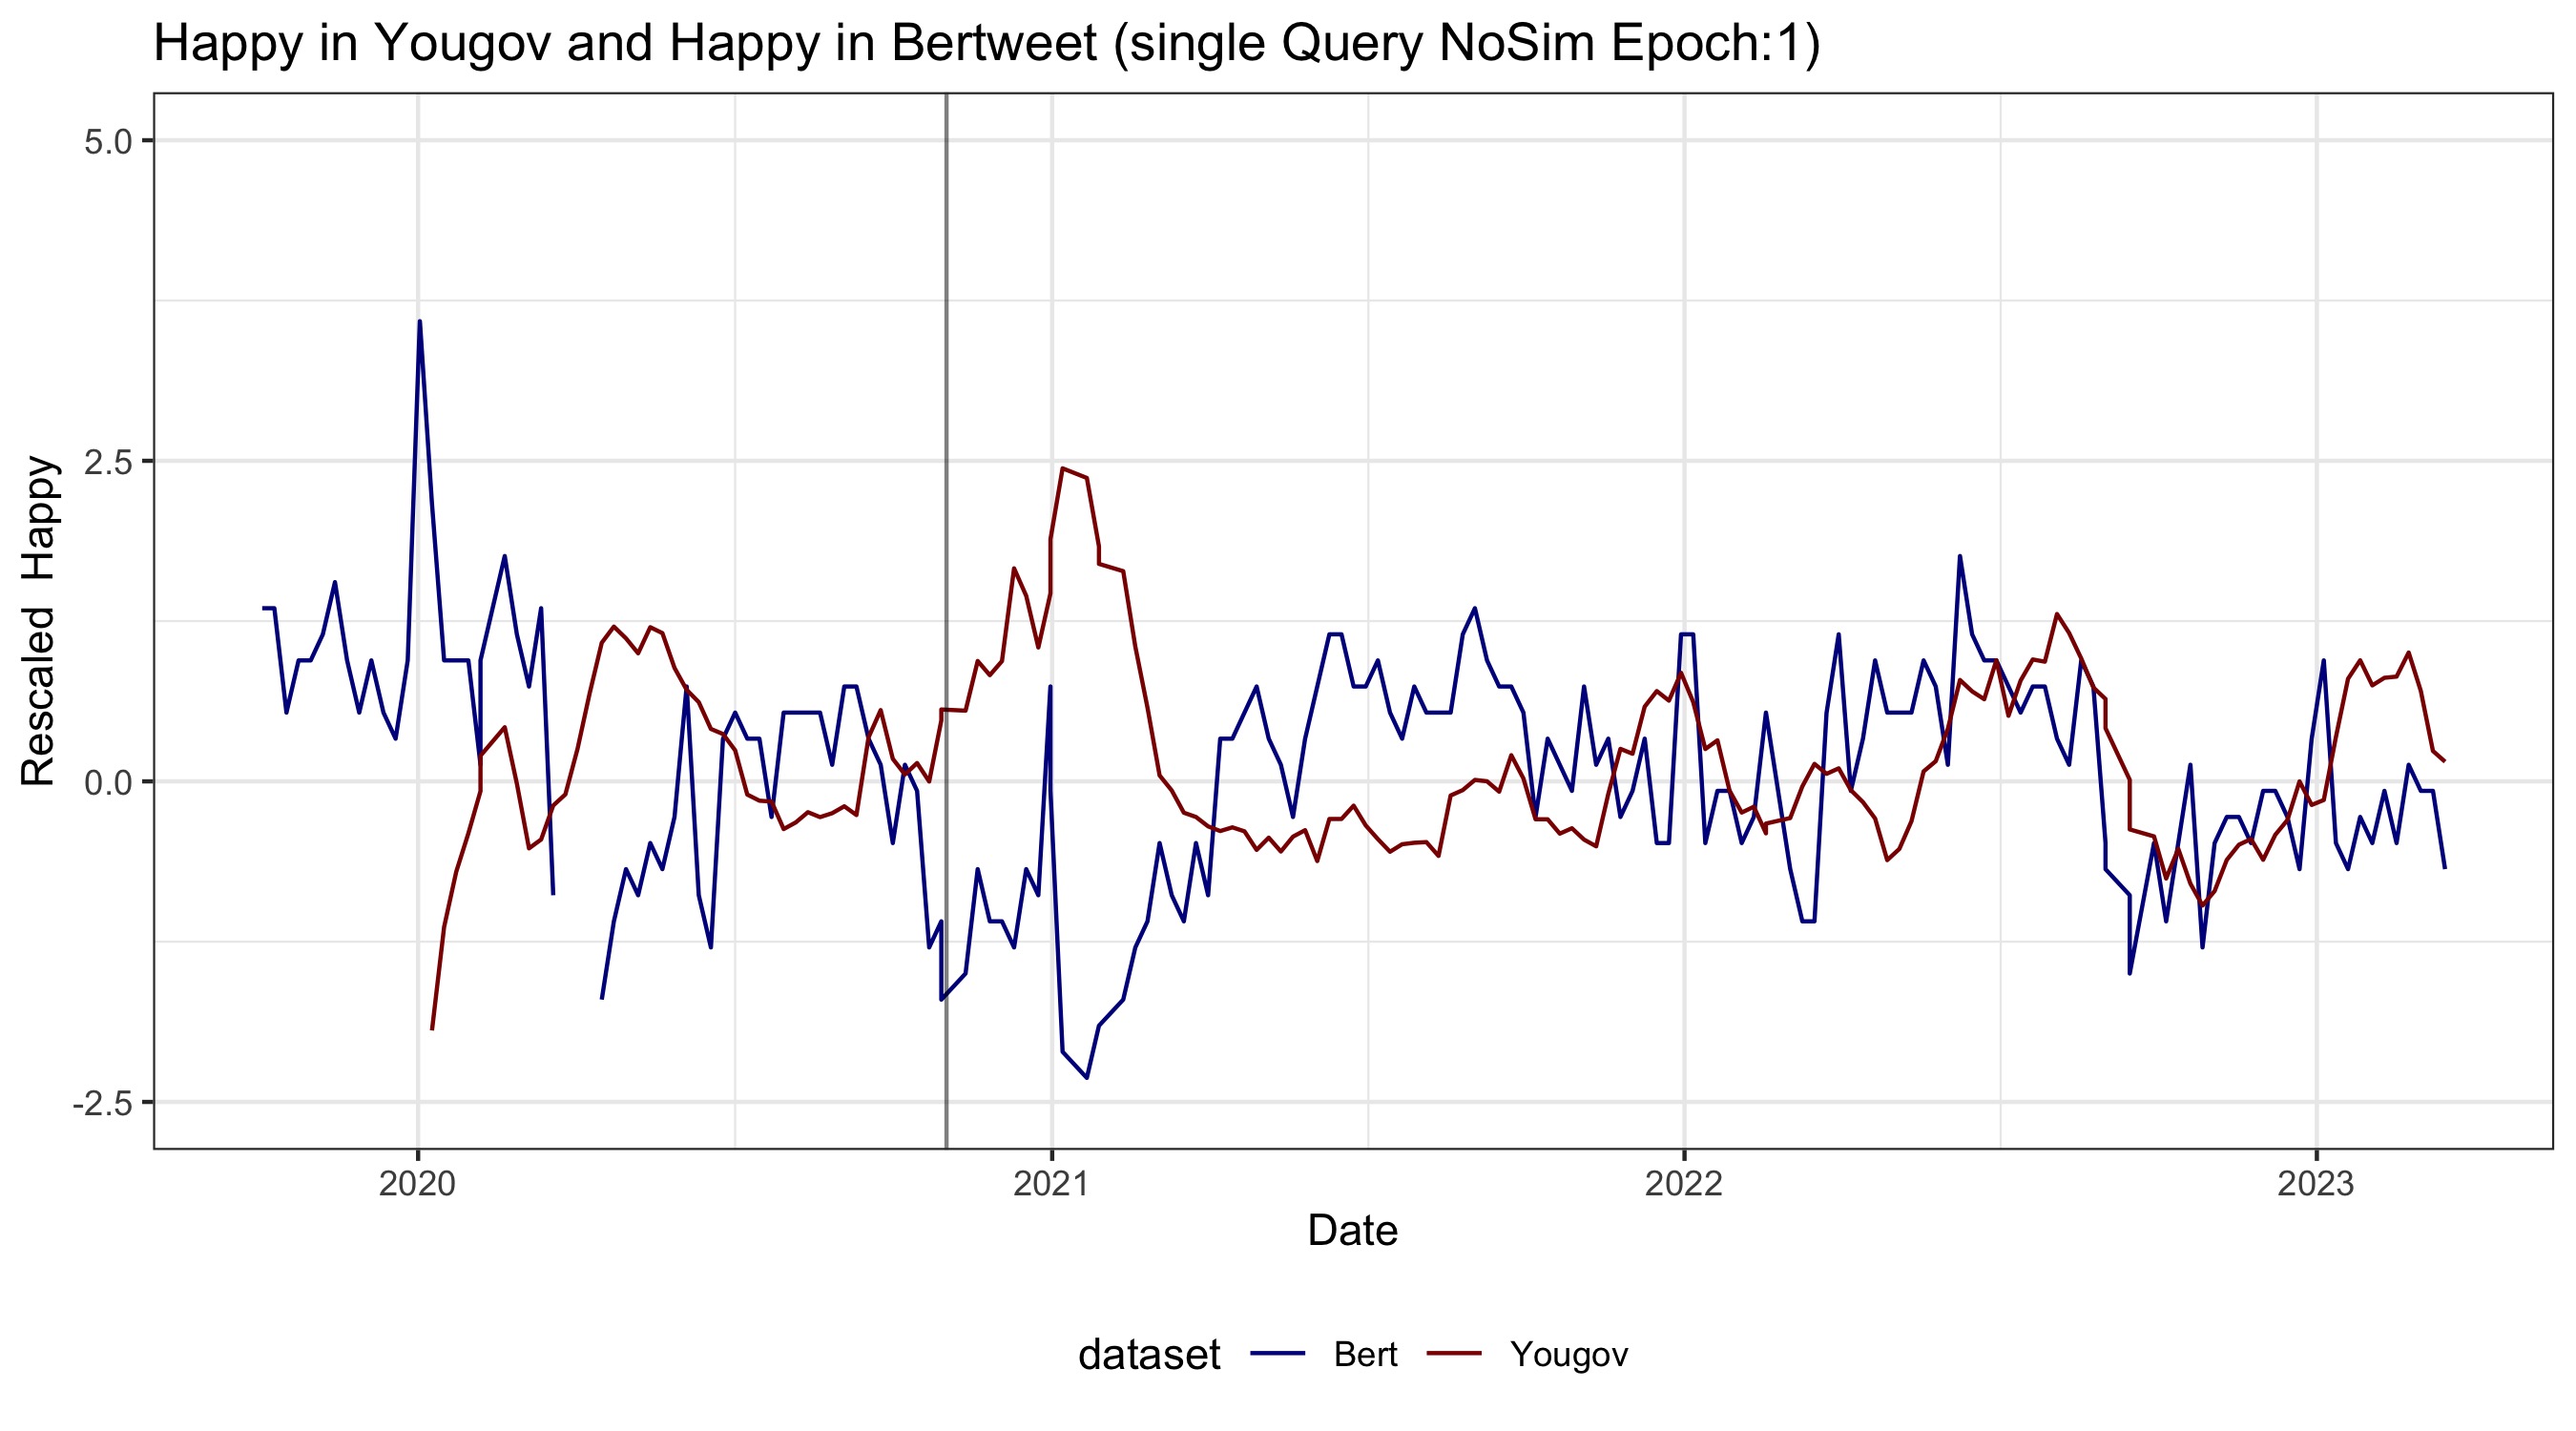 Happy in Yougov and Happy in Bertweet (single Query NoSim Epoch:1)
Rescaled  Happy
5.0
2.5
0.0
-2.5
2020
2021
2022
2023
Date
dataset
Bert
Yougov